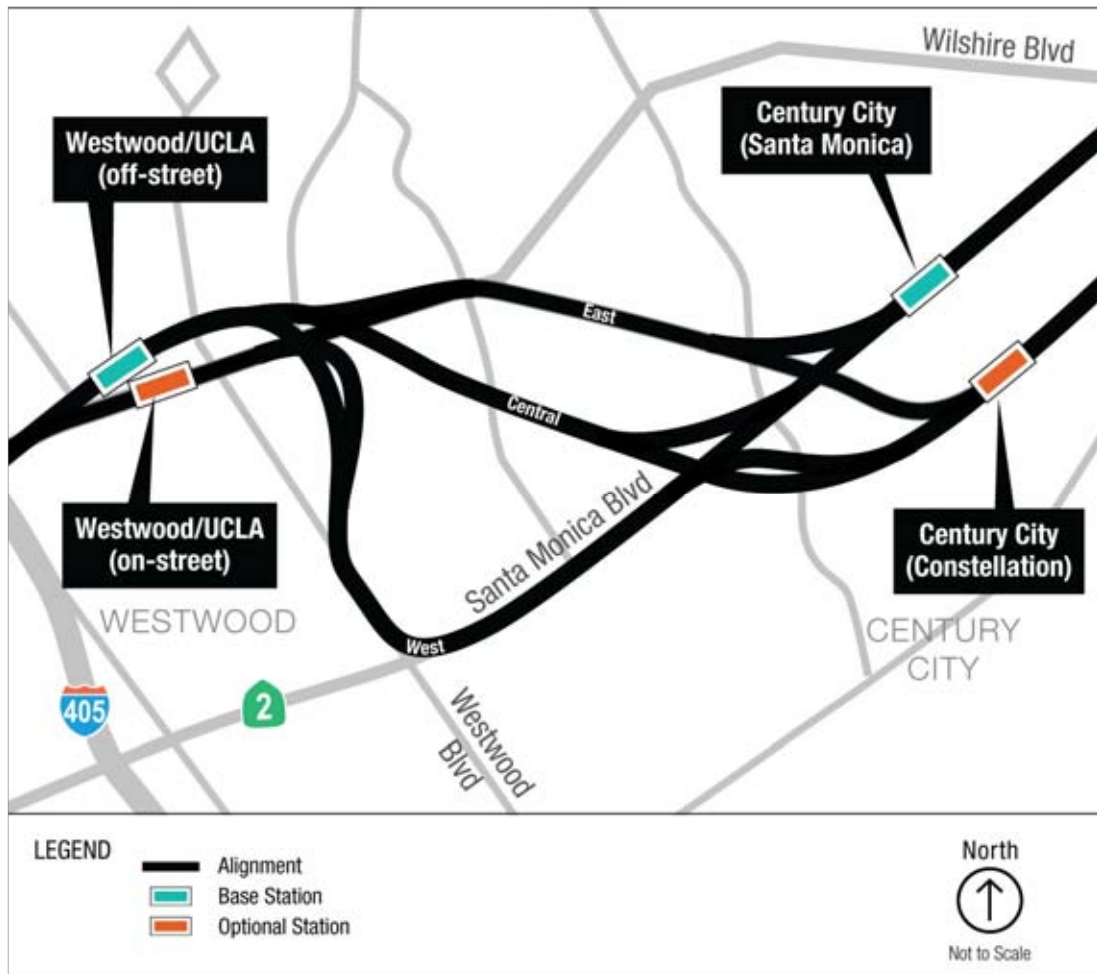 Wilshire Blvd
Westwood/UCLA
(off-street)
Century City
(Santa Monica)
East
Central
Westwood/UCLA
(on-street)
Santa Monica Blvd
Century City
(Constellation)
WESTWOOD
West
CENTURY
CITY
405
2
Westwood
Blvd
LEGEND
Alignment
Base Station
Optional Station
North
Not to Scale